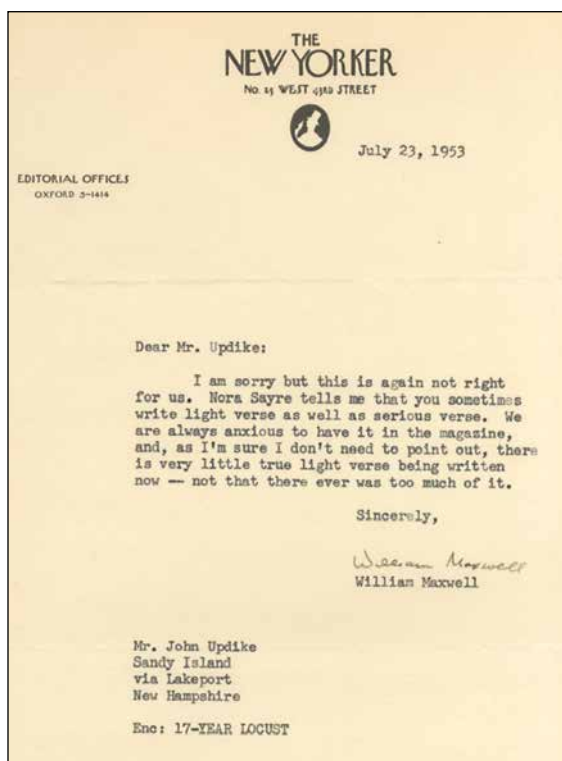 THE
NEW YORKER
No. 25 WEST 43RD STREET
July 23, 1953
EDITORIAL OFFICES
OXFORD 5-1414
Dear Mr. Updike:
I am sorry but this is again not right
for us. Nora Sayre tells me that you sometimes
write light verse as well as serious verse. We
are always anxious to have it in the magazine,
and, as I'm sure I don't need to point out, there
is very little true light verse being written
now — not that there ever was too much of it.
Sincerely,
William Maxwell
William Maxwell
Mr. John Updike
Sandy Island
via Lakeport
New Hampshire
Enc: 17-YEAR LOCUST